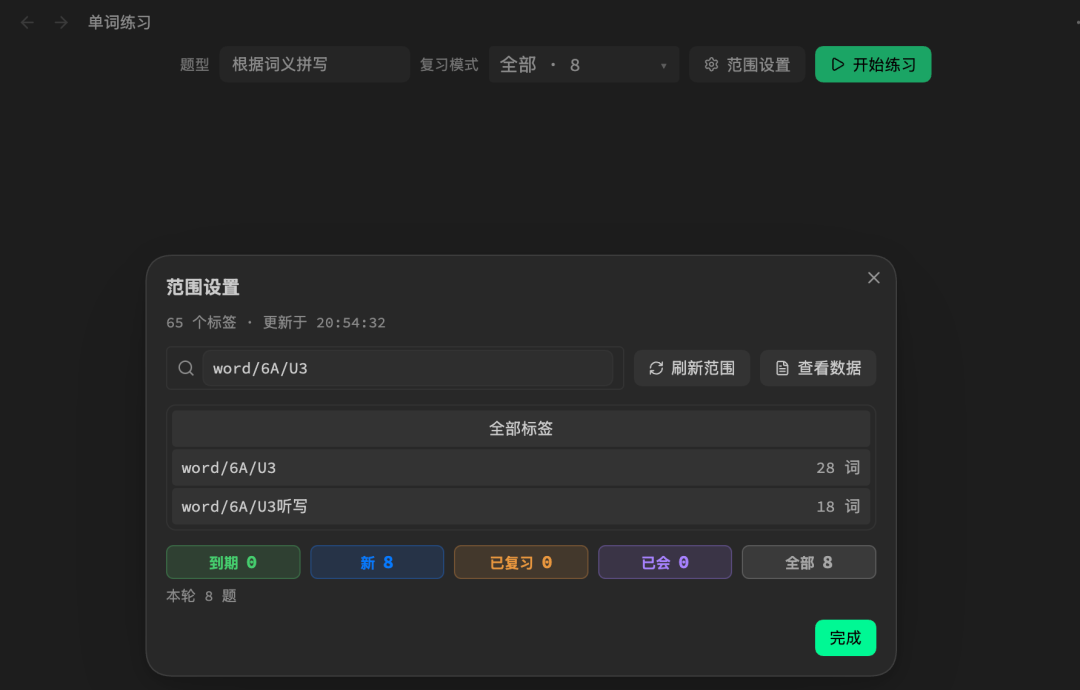 单词练习
题型 根据词义拼写 复习模式 全部 · 8 范围设置 开始练习
范围设置
65 个标签 · 更新于 20:54:32
word/6A/U3 刷新范围 查看数据
全部标签
word/6A/U3 28 词
word/6A/U3听写 18 词
到期 0 新 8 已复习 0 已会 0 全部 8
本轮 8 题
完成